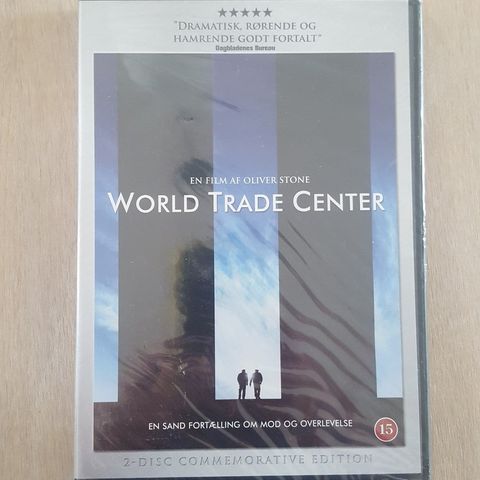 "DRAMATISK, RØRENDE OG
HAMRENDE GODT FORTALT"
Dagbladenes Bureau
EN FILM AF OLIVER STONE
WORLD TRADE CENTER
EN SAND FORTÆLLING OM MOD OG OVERLEVELSE
15
2-DISC COMMEMORATIVE EDITION